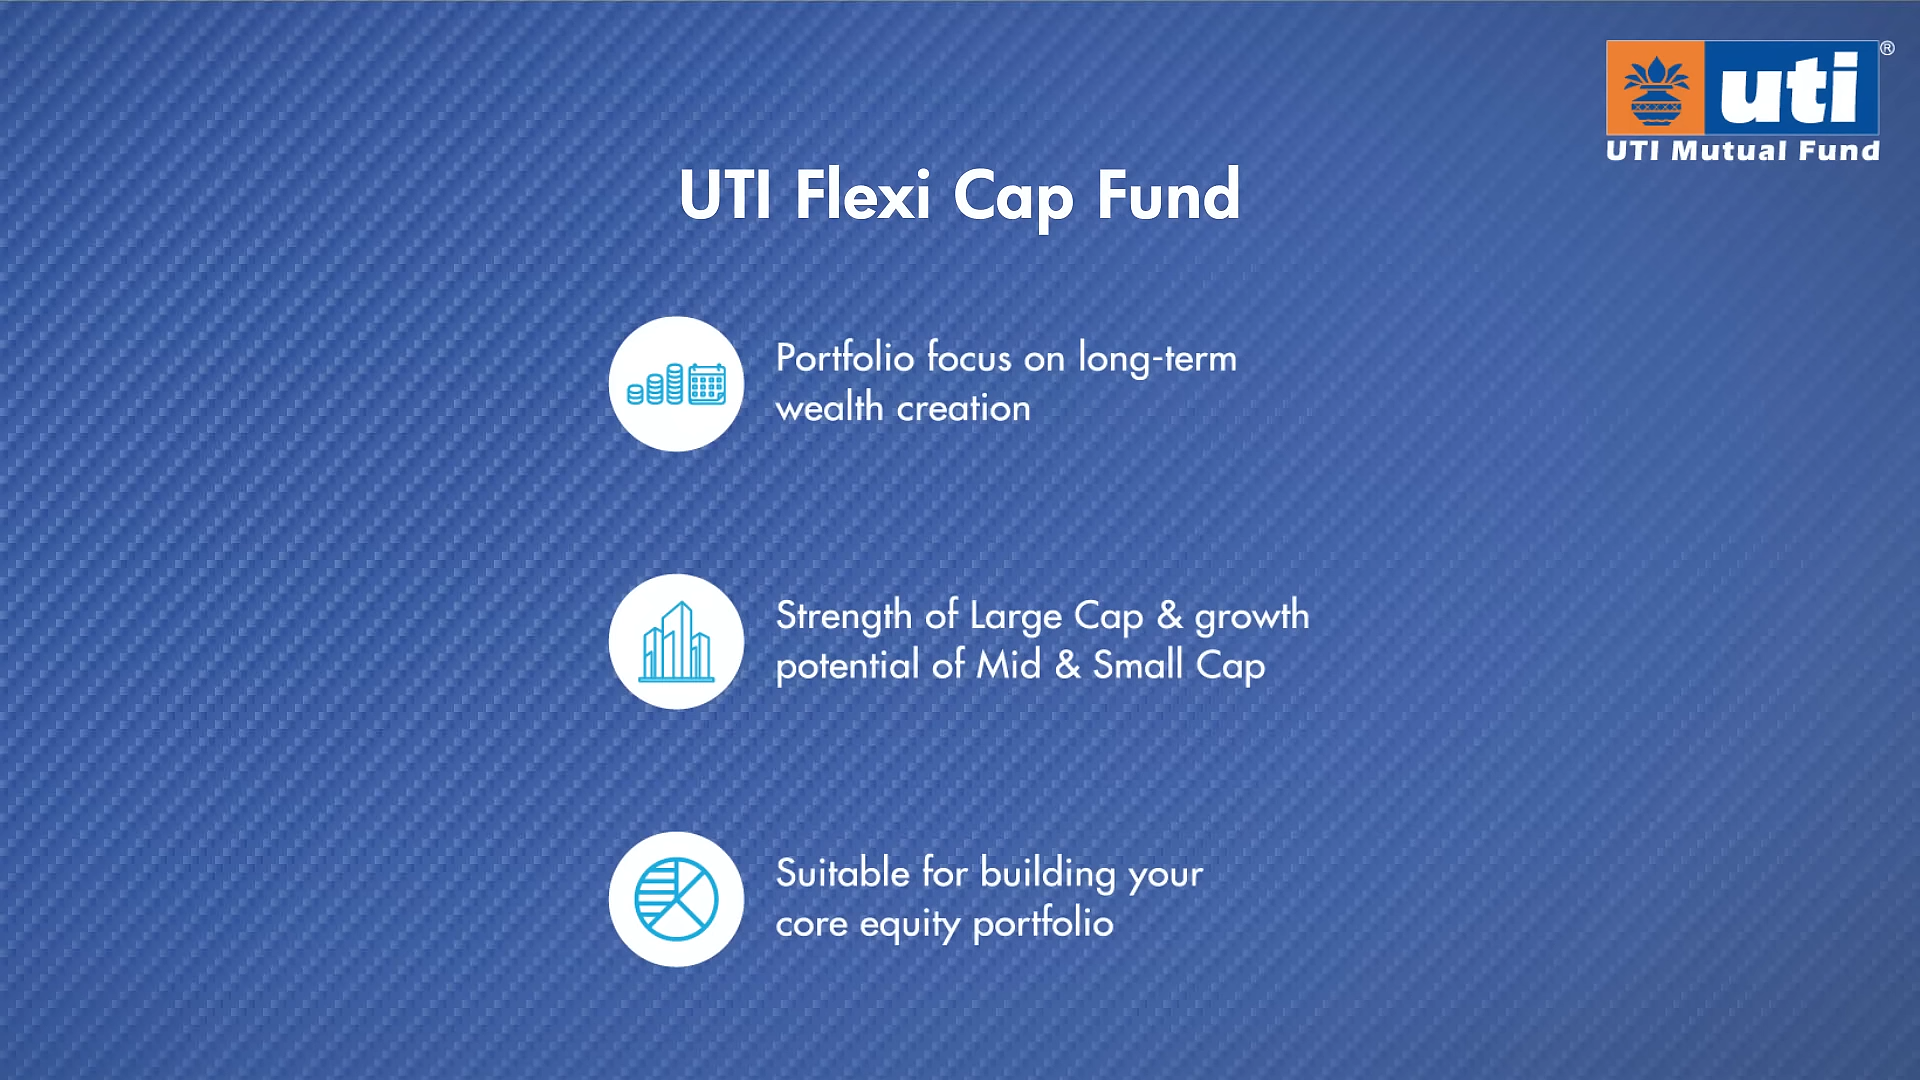 uti
®
UTI Mutual Fund
UTI Flexi Cap Fund
Portfolio focus on long-term
wealth creation
Strength of Large Cap & growth
potential of Mid & Small Cap
Suitable for building your
core equity portfolio